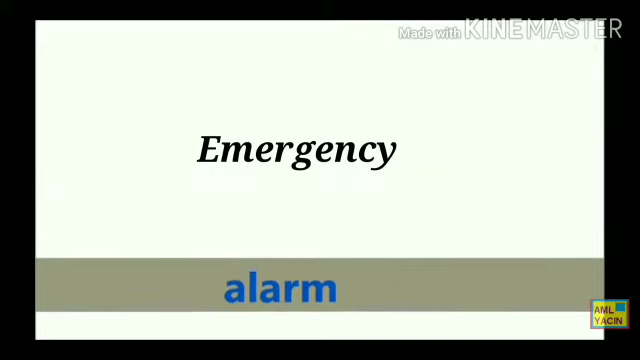 Made with KINEMASTER
Emergency
alarm
AML
YACIN